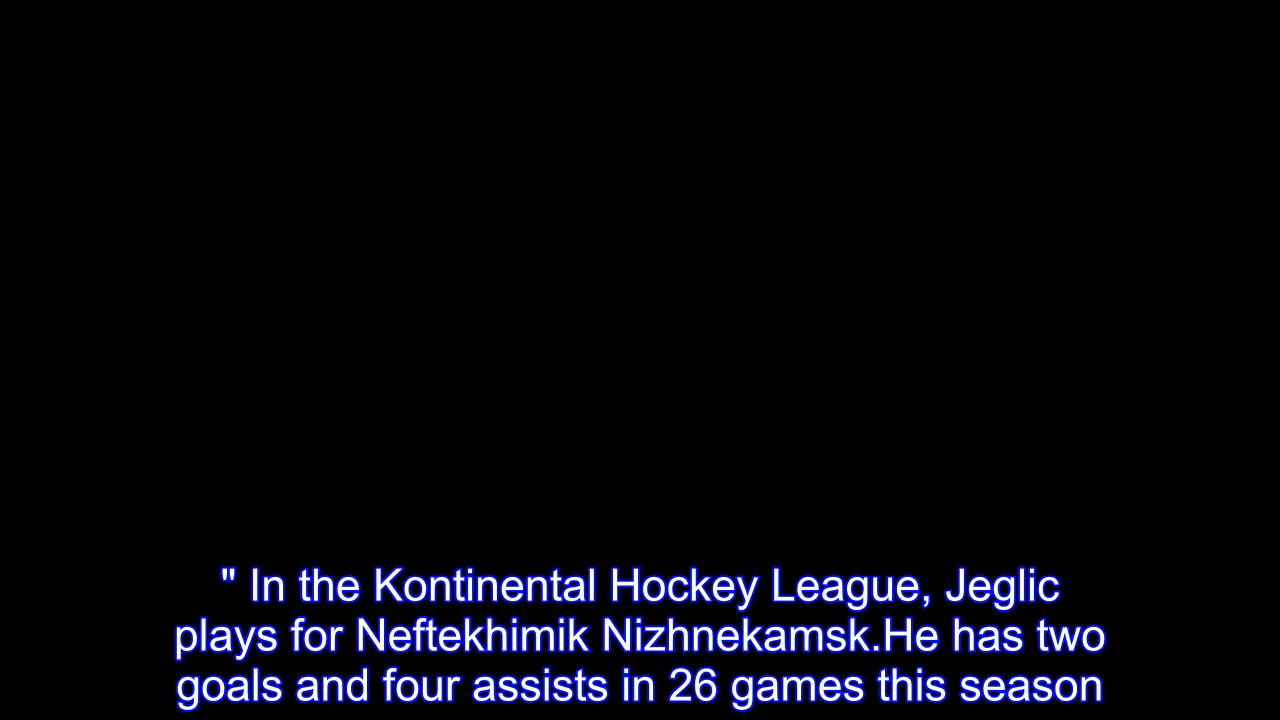 " In the Kontinental Hockey League, Jeglic
plays for Neftekhimik Nizhnekamsk.He has two
goals and four assists in 26 games this season